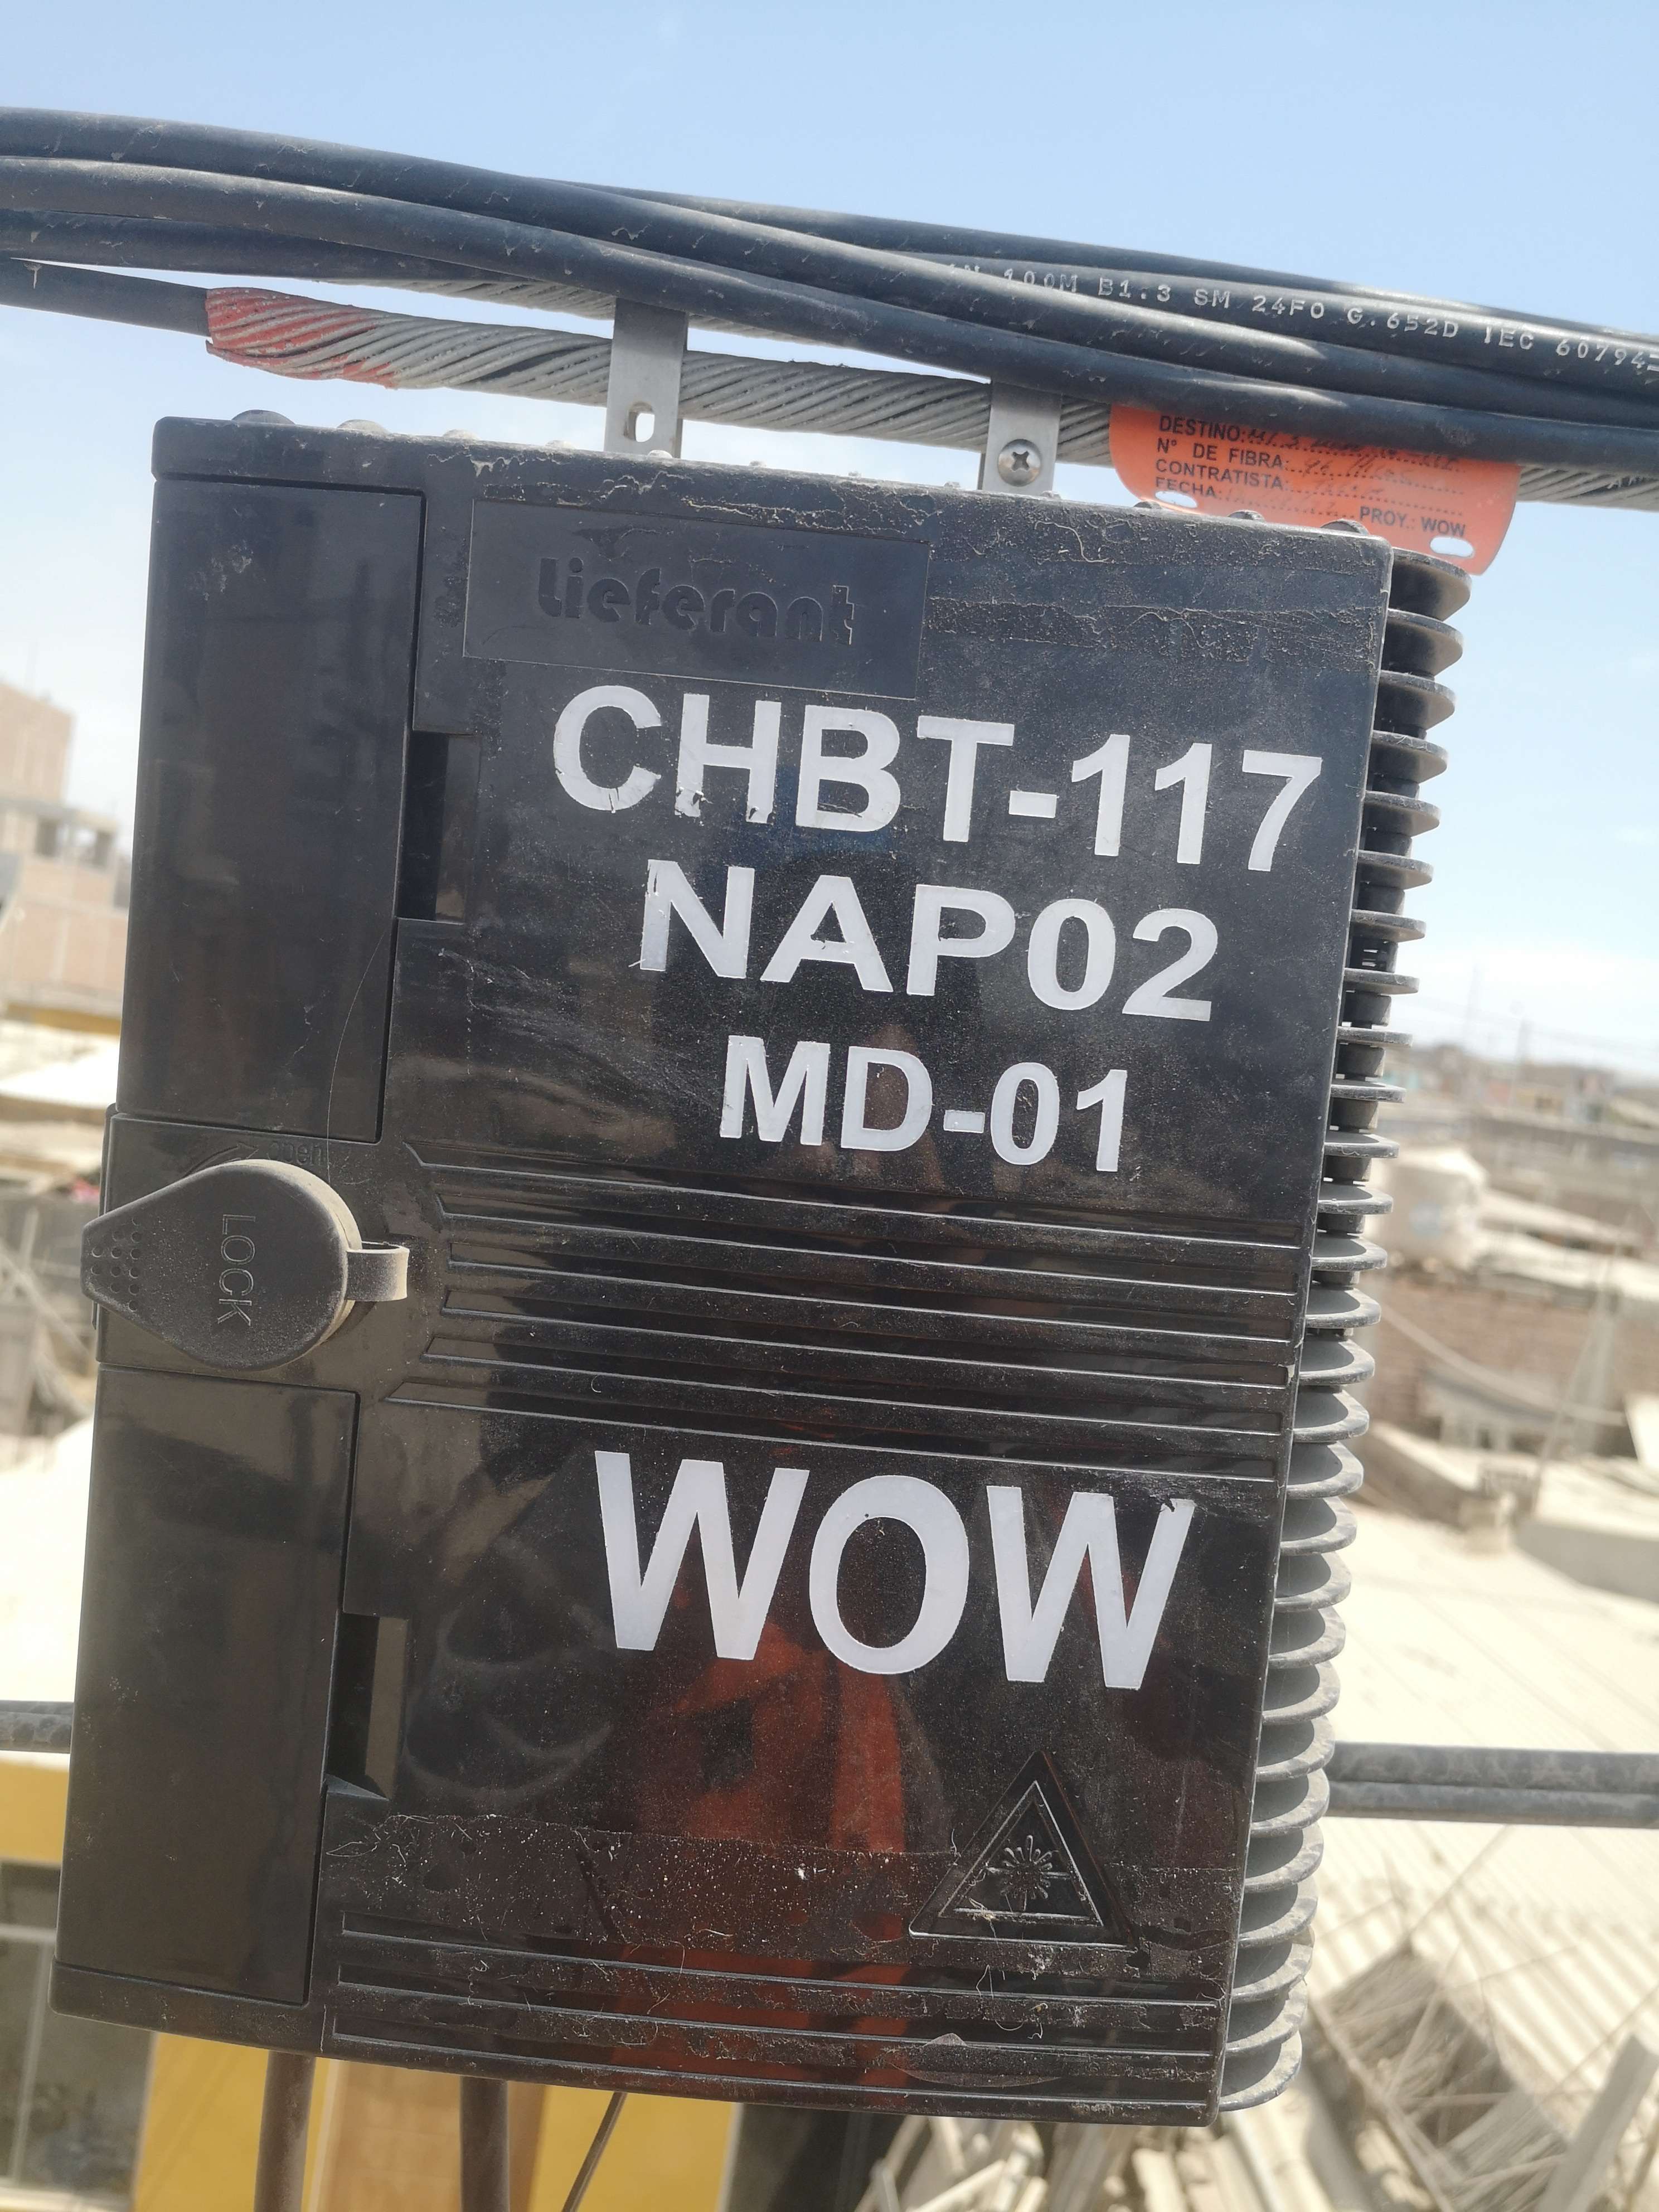 100M B1.3 SM 24FO G.652D IEC 60794-
DESTINO:
N° DE FIBRA:
CONTRATISTA:
FECHA:
PROY.: WOW
Lieferant
CHBT-117
NAP02
MD-01
open
LOCK
WOW